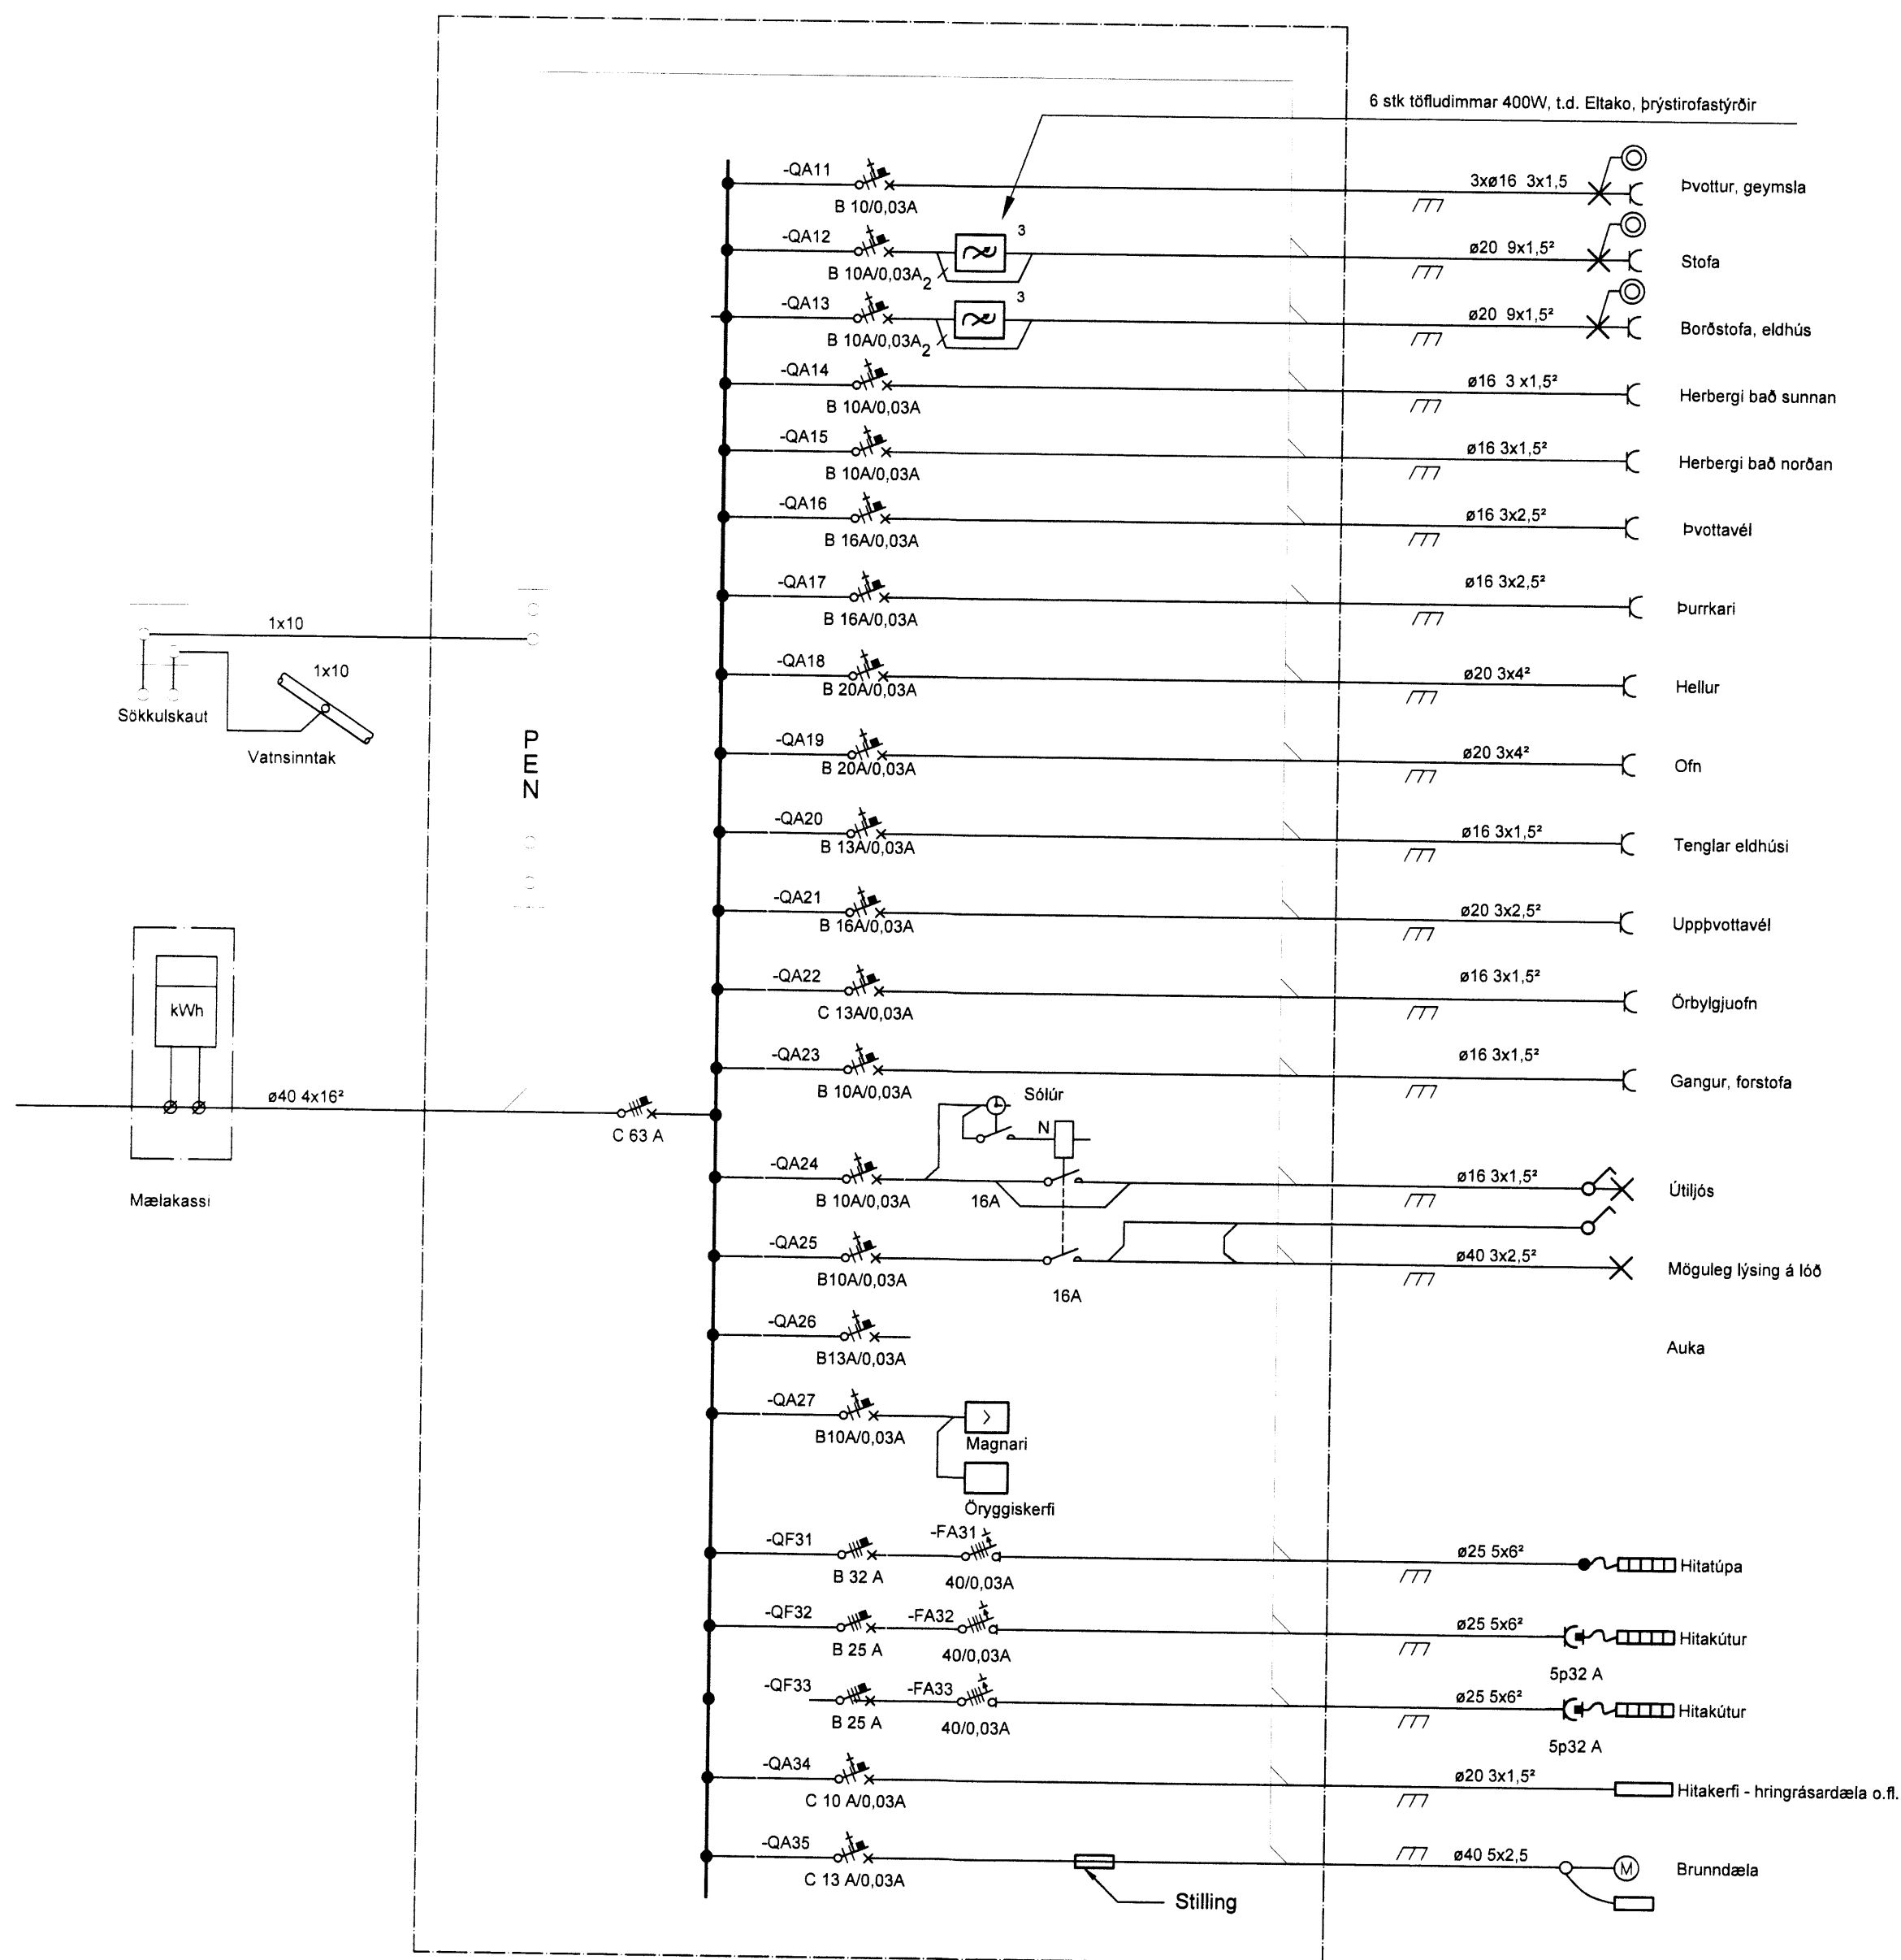 6 stk töfludimmar 400W, t.d. Eltako, þrýstirofastýrðir
-QA11
B 10/0,03A
3xø16 3x1,5
Þvottur, geymsla
-QA12
B 10A/0,03A
2
3
ø20 9x1,5²
Stofa
-QA13
B 10A/0,03A
2
3
ø20 9x1,5²
Borðstofa, eldhús
-QA14
B 10A/0,03A
ø16 3 x1,5²
Herbergi bað sunnan
-QA15
B 10A/0,03A
ø16 3x1,5²
Herbergi bað norðan
-QA16
B 16A/0,03A
ø16 3x2,5²
Þvottavél
-QA17
B 16A/0,03A
ø16 3x2,5²
Þurrkari
1x10
1x10
Sökkulskaut
Vatnsinntak
PEN
-QA18
B 20A/0,03A
ø20 3x4²
Hellur
-QA19
B 20A/0,03A
ø20 3x4²
Ofn
-QA20
B 13A/0,03A
ø16 3x1,5²
Tenglar eldhúsi
-QA21
B 16A/0,03A
ø20 3x2,5²
Uppþvottavél
-QA22
C 13A/0,03A
ø16 3x1,5²
Örbylgjuofn
-QA23
B 10A/0,03A
ø16 3x1,5²
Gangur, forstofa
kWh
ø40 4x16²
C 63 A
Mælakassi
Sólúr
N
-QA24
B 10A/0,03A
16A
ø16 3x1,5²
Útiljós
-QA25
B10A/0,03A
16A
ø40 3x2,5²
Möguleg lýsing á lóð
-QA26
B13A/0,03A
Auka
-QA27
B10A/0,03A
Magnari
Öryggiskerfi
-QF31
B 32 A
-FA31
40/0,03A
ø25 5x6²
Hitatúpa
-QF32
B 25 A
-FA32
40/0,03A
ø25 5x6²
5p32 A
Hitakútur
-QF33
B 25 A
-FA33
40/0,03A
ø25 5x6²
5p32 A
Hitakútur
-QA34
C 10 A/0,03A
ø20 3x1,5²
Hitakerfi - hringrásardæla o.fl.
-QA35
C 13 A/0,03A
Stilling
ø40 5x2,5
M
Brunndæla